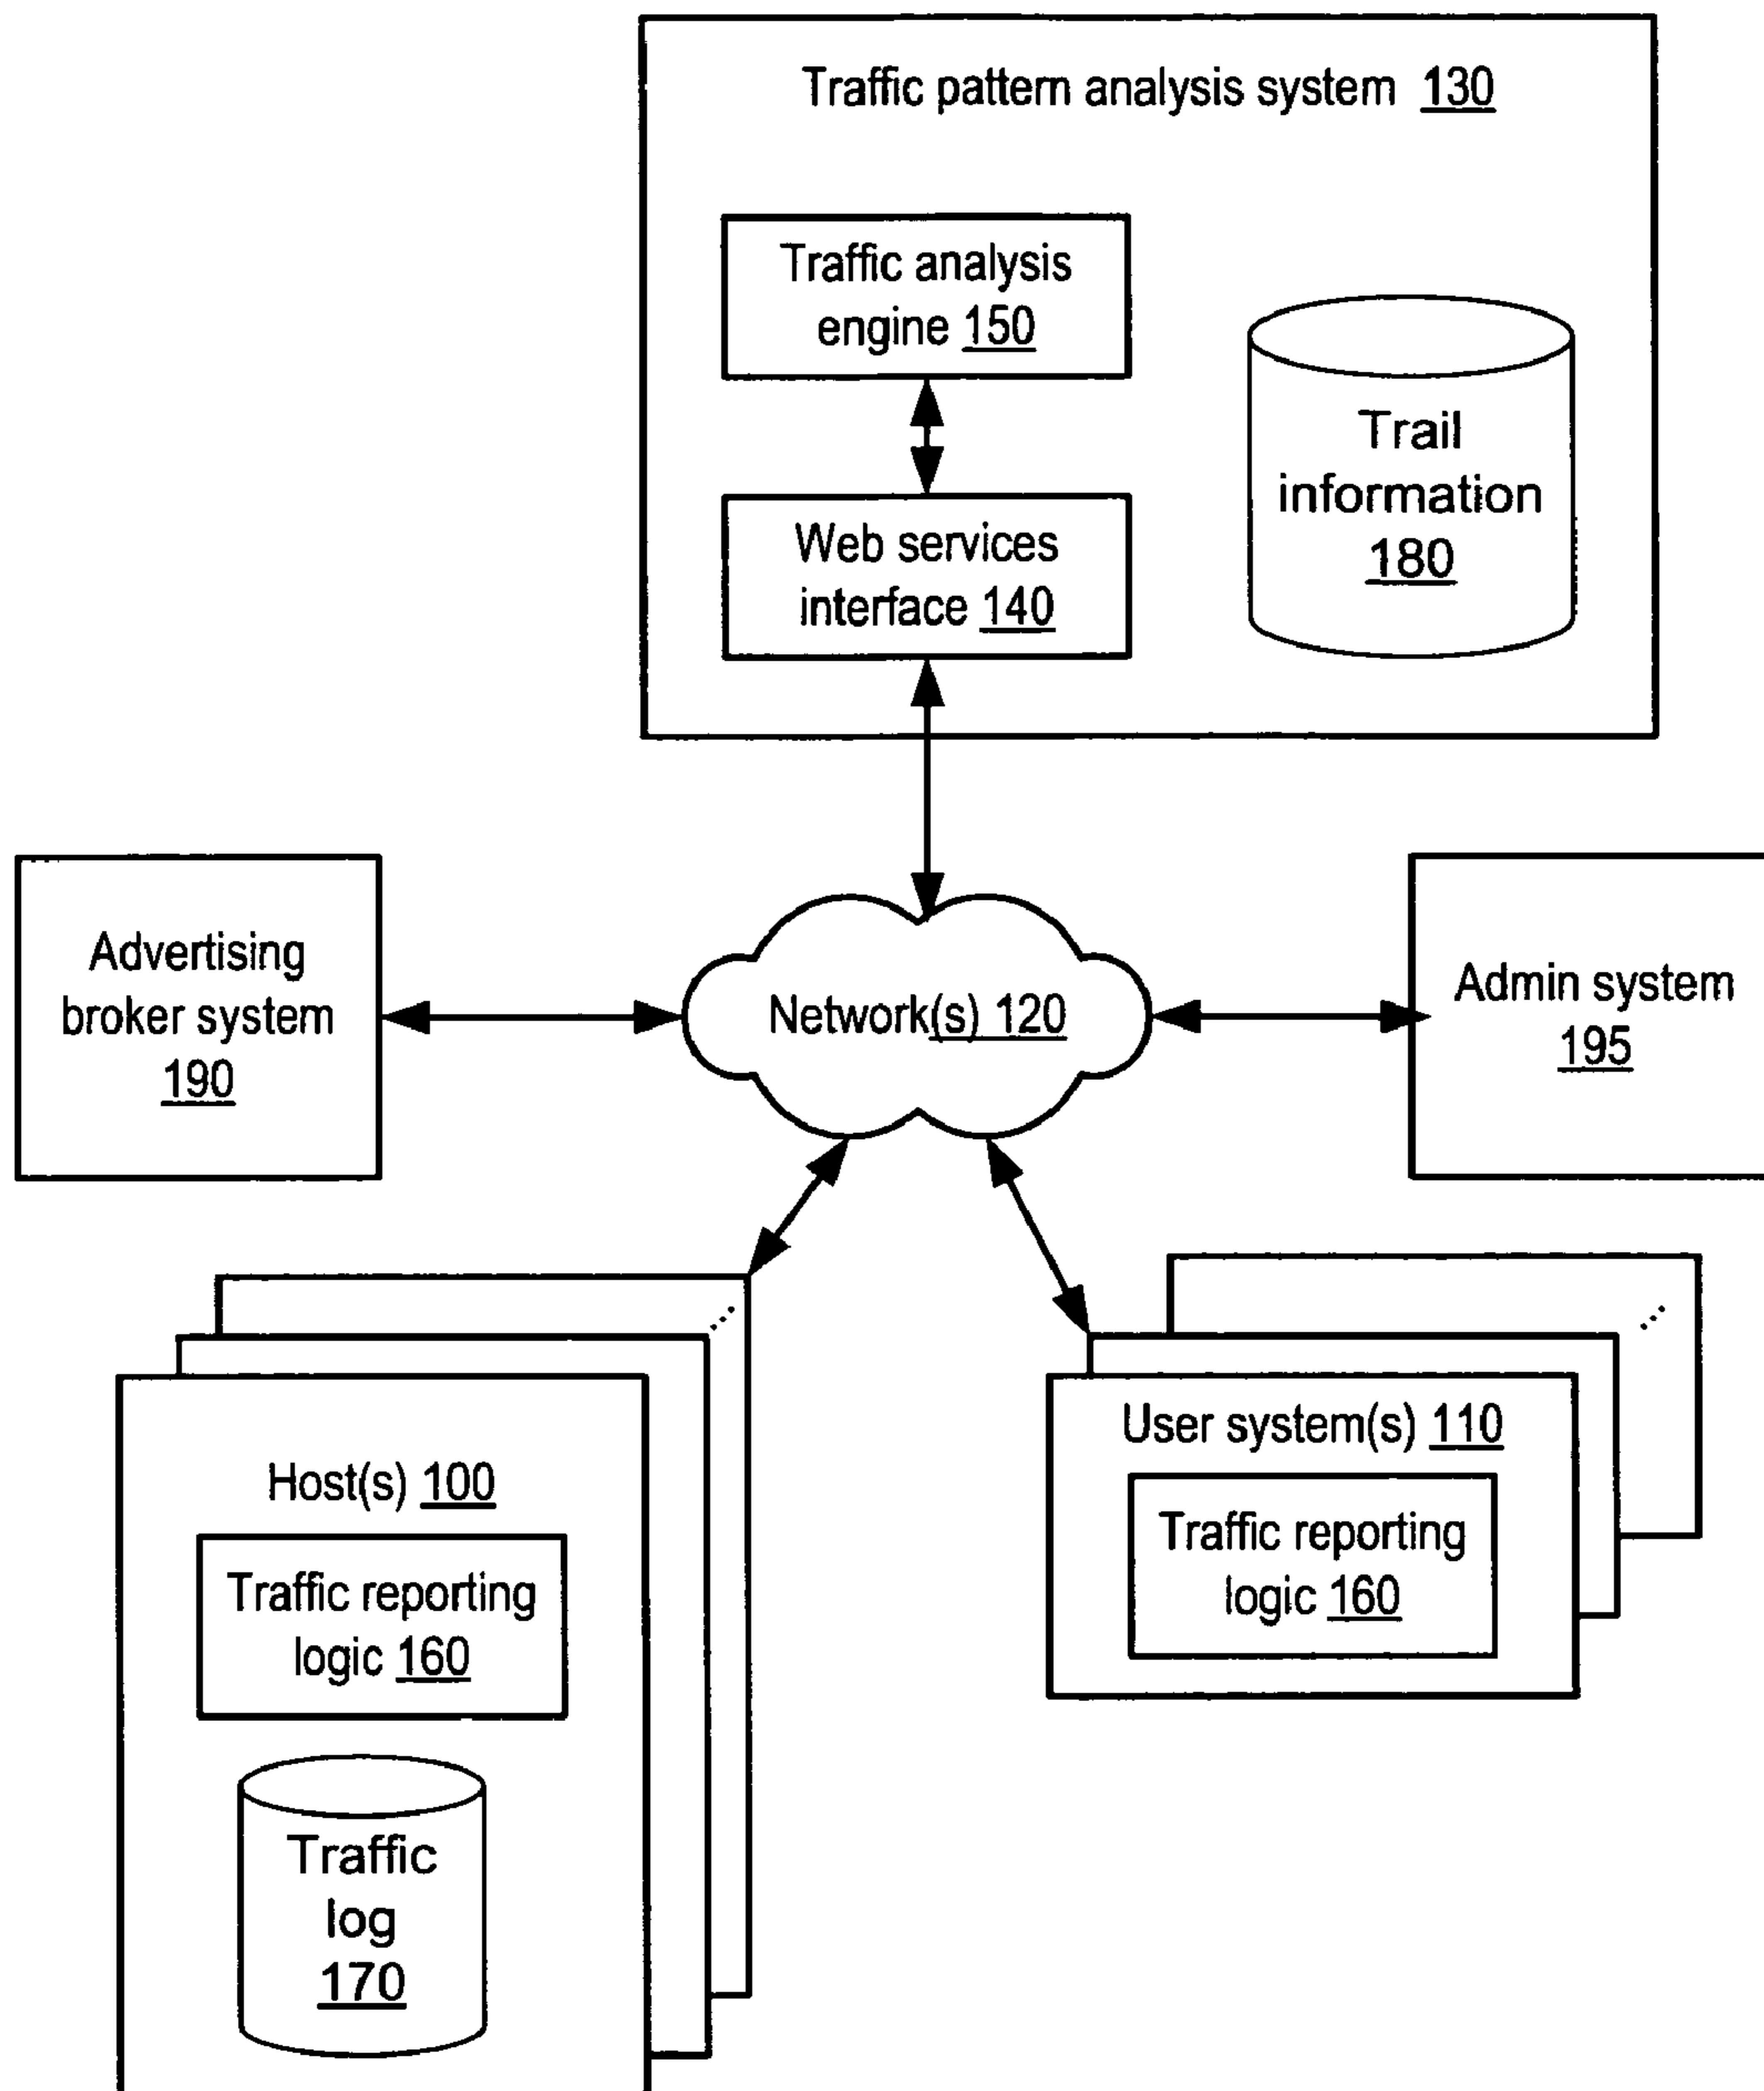 Traffic pattern analysis system 130
Traffic analysis
engine 150
Trail
information
180
Web services
interface 140
Advertising
broker system
190
Network(s) 120
Admin system
195
Host(s) 100
Traffic reporting
logic 160
Traffic
log
170
User system(s) 110
Traffic reporting
logic 160